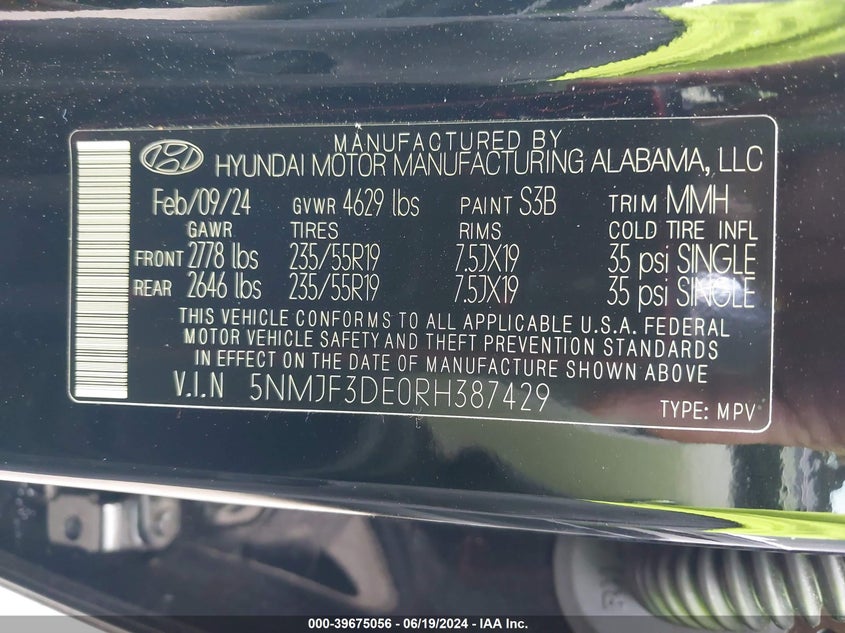 MANUFACTURED BY
HYUNDAI MOTOR MANUFACTURING ALABAMA, LLC
Feb/09/24 GVWR 4629 lbs PAINT S3B TRIM MMH
GAWR TIRES RIMS COLD TIRE INFL
FRONT 2778 lbs 235/55R19 7.5JX19 35 psi SINGLE
REAR 2646 lbs 235/55R19 7.5JX19 35 psi SINGLE
THIS VEHICLE CONFORMS TO ALL APPLICABLE U.S.A. FEDERAL
MOTOR VEHICLE SAFETY AND THEFT PREVENTION STANDARDS
IN EFFECT ON THE DATE OF MANUFACTURE SHOWN ABOVE
V.I.N 5NMJF3DE0RH387429
TYPE: MPV
000-39675056 - 06/19/2024 - IAA Inc.